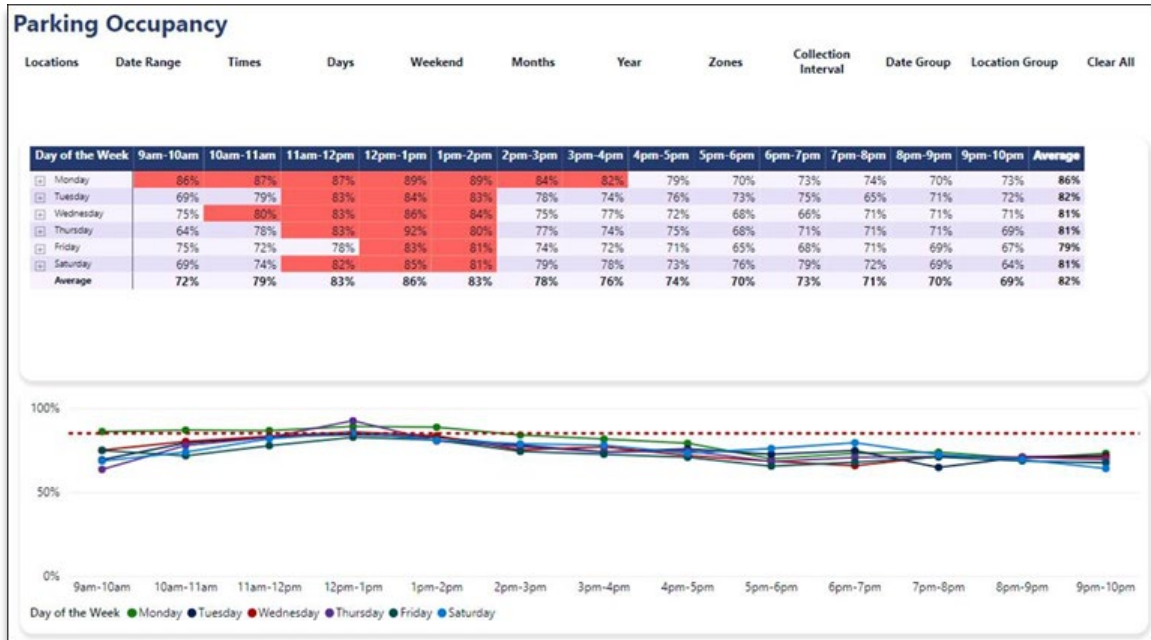 Parking Occupancy
Locations Date Range Times Days Weekend Months Year Zones Collection Interval Date Group Location Group Clear All
Day of the Week 9am-10am 10am-11am 11am-12pm 12pm-1pm 1pm-2pm 2pm-3pm 3pm-4pm 4pm-5pm 5pm-6pm 6pm-7pm 7pm-8pm 8pm-9pm 9pm-10pm Average
Monday 86% 87% 87% 89% 89% 84% 82% 79% 70% 73% 74% 70% 73% 86%
Tuesday 69% 79% 83% 84% 83% 78% 74% 76% 73% 75% 65% 71% 72% 82%
Wednesday 75% 80% 83% 86% 84% 75% 77% 72% 68% 66% 71% 71% 71% 81%
Thursday 64% 78% 83% 92% 80% 77% 74% 75% 68% 71% 71% 71% 69% 81%
Friday 75% 72% 78% 83% 81% 74% 72% 71% 65% 68% 71% 69% 67% 79%
Saturday 69% 74% 82% 85% 81% 79% 78% 73% 76% 79% 72% 69% 64% 81%
Average 72% 79% 83% 86% 83% 78% 76% 74% 70% 73% 71% 70% 69% 82%
100%
50%
0%
9am-10am 10am-11am 11am-12pm 12pm-1pm 1pm-2pm 2pm-3pm 3pm-4pm 4pm-5pm 5pm-6pm 6pm-7pm 7pm-8pm 8pm-9pm 9pm-10pm
Day of the Week Monday Tuesday Wednesday Thursday Friday Saturday